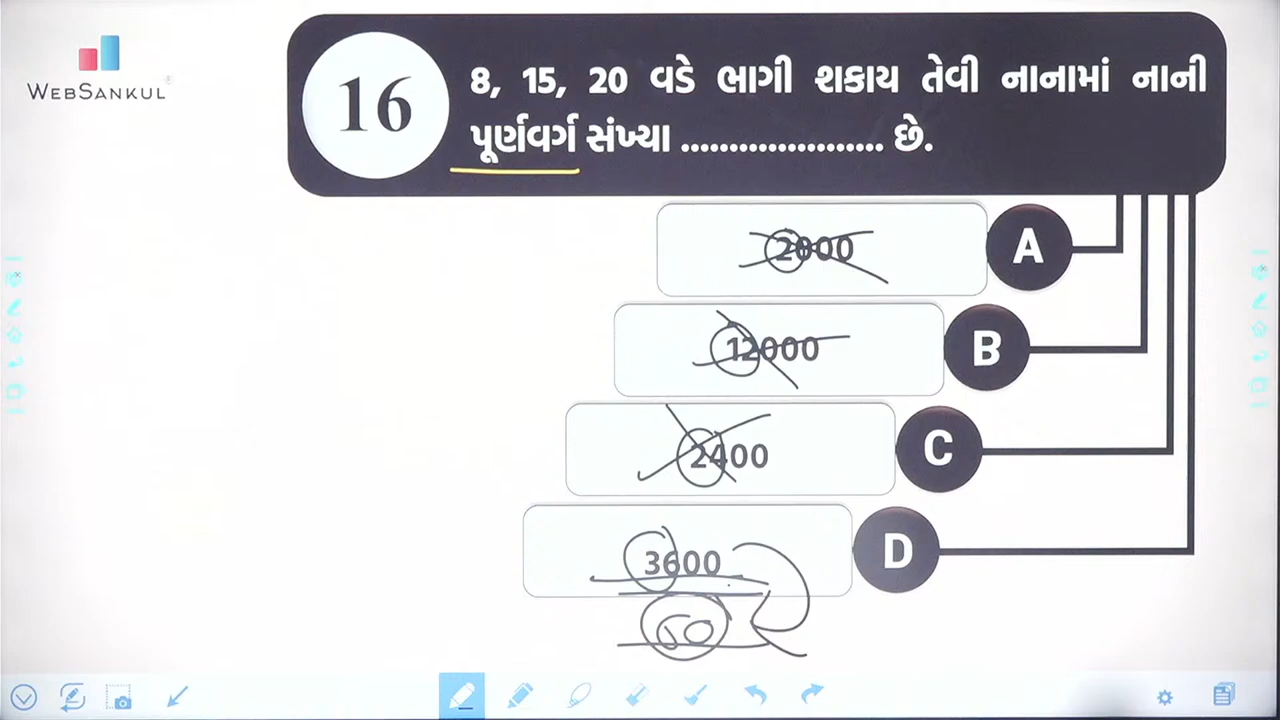 WEBSANKUL
16
8, 15, 20 વડે ભાગી શકાય તેવી નાનામાં નાની
પૂર્ણવર્ગ સંખ્યા ..................... છે.
2000 A
12000 B
2400 C
3600 D
60